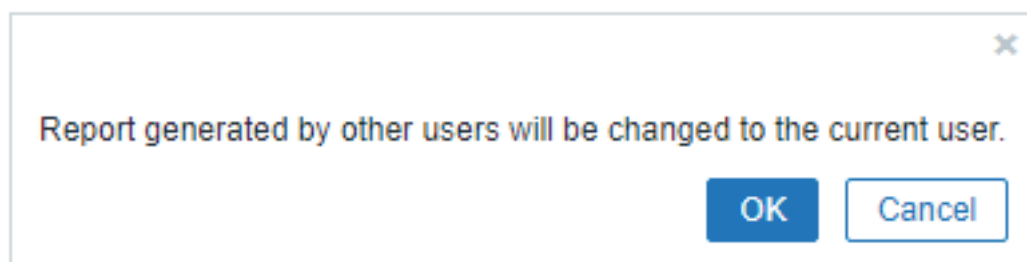 Report generated by other users will be changed to the current user.
OK Cancel